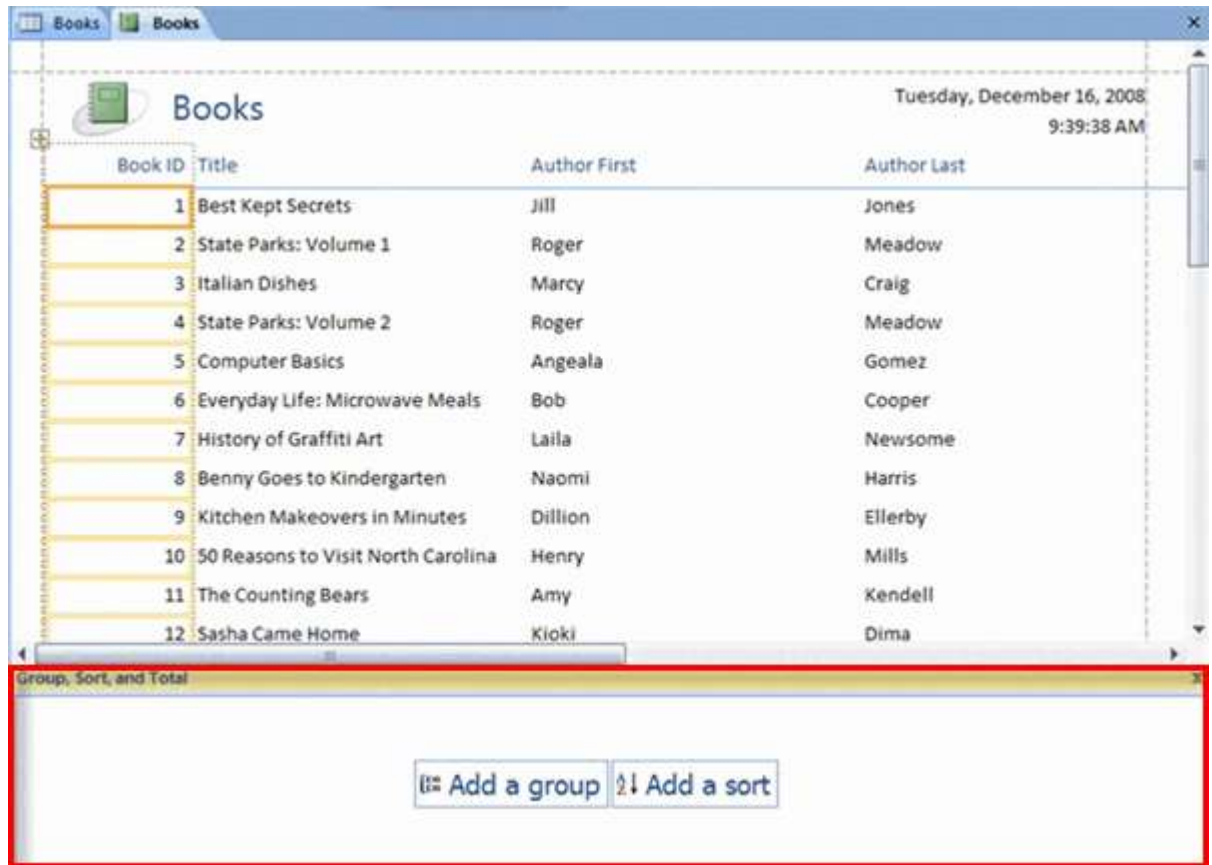 Books Books
Books
Tuesday, December 16, 2008
9:39:38 AM
Book ID Title Author First Author Last
1 Best Kept Secrets Jill Jones
2 State Parks: Volume 1 Roger Meadow
3 Italian Dishes Marcy Craig
4 State Parks: Volume 2 Roger Meadow
5 Computer Basics Angeala Gomez
6 Everyday Life: Microwave Meals Bob Cooper
7 History of Graffiti Art Laila Newsome
8 Benny Goes to Kindergarten Naomi Harris
9 Kitchen Makeovers in Minutes Dillion Ellerby
10 50 Reasons to Visit North Carolina Henry Mills
11 The Counting Bears Amy Kendell
12 Sasha Came Home Kioki Dima
Group, Sort, and Total
Add a group Add a sort